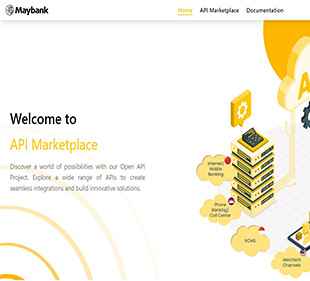 Maybank
Home API Marketplace Documentation
Welcome to
API Marketplace
Discover a world of possibilities with our Open API
Project. Explore a wide range of APIs to create
seamless integrations and build innovative solutions.
Internet/
Mobile
Banking
Phone
Banking/
Call Center
Merchant
Channels